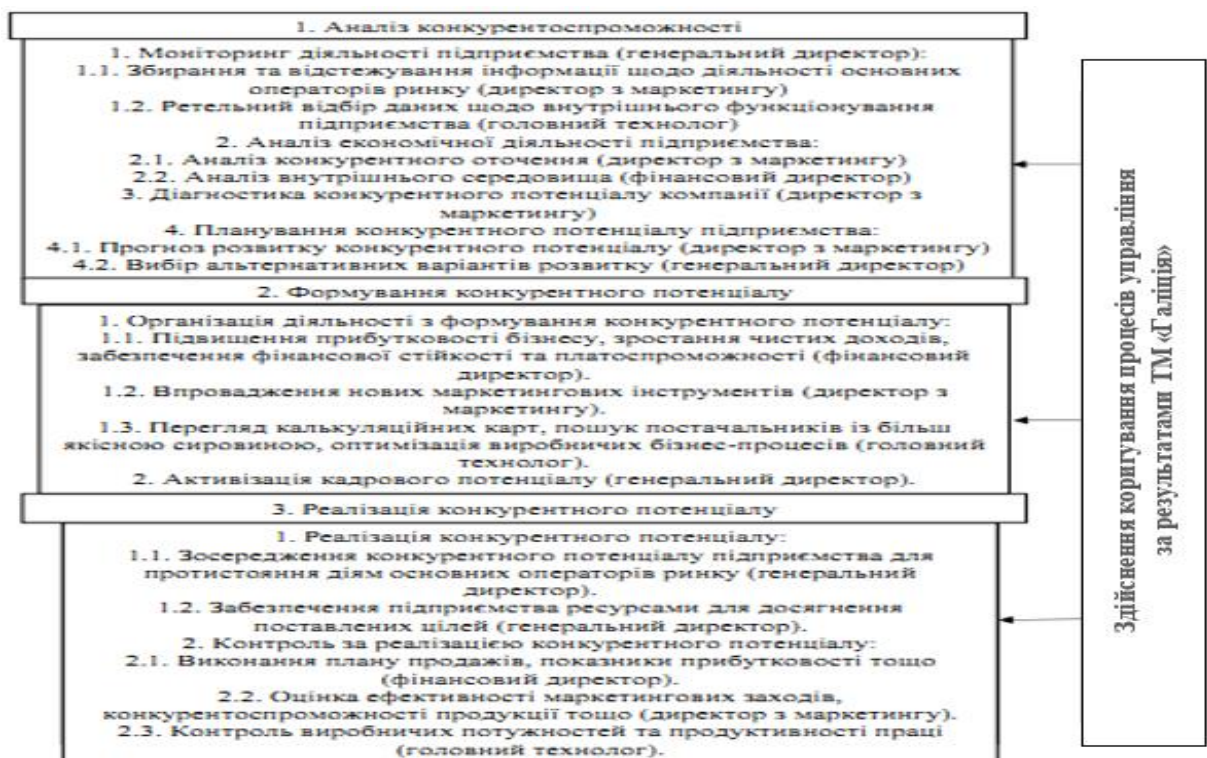 1. Аналіз конкурентоспроможності
1. Моніторинг діяльності підприємства (генеральний директор):
1.1. Збирання та відстежування інформації щодо діяльності основних
операторів ринку (директор з маркетингу)
1.2. Ретельний відбір даних щодо внутрішнього функціонування
підприємства (головний технолог)
2. Аналіз економічної діяльності підприємства:
2.1. Аналіз конкурентного оточення (директор з маркетингу)
2.2. Аналіз внутрішнього середовища (фінансовий директор)
3. Діагностика конкурентного потенціалу компанії (директор з
маркетингу)
4. Планування конкурентного потенціалу підприємства:
4.1. Прогноз розвитку конкурентного потенціалу (директор з маркетингу)
4.2. Вибір альтернативних варіантів розвитку (генеральний директор)
2. Формування конкурентного потенціалу
1. Організація діяльності з формування конкурентного потенціалу:
1.1. Підвищення прибутковості бізнесу, зростання чистих доходів,
забезпечення фінансової стійкості та платоспроможності (фінансовий
директор).
1.2. Впровадження нових маркетингових інструментів (директор з
маркетингу).
1.3. Перегляд калькуляційних карт, пошук постачальників із більш
якісною сировиною, оптимізація виробничих бізнес-процесів (головний
технолог).
2. Активізація кадрового потенціалу (генеральний директор).
3. Реалізація конкурентного потенціалу
1. Реалізація конкурентного потенціалу:
1.1. Зосередження конкурентного потенціалу підприємства для
протистояння діям основних операторів ринку (генеральний
директор).
1.2. Забезпечення підприємства ресурсами для досягнення
поставлених цілей (генеральний директор).
2. Контроль за реалізацією конкурентного потенціалу:
2.1. Виконання плану продажів, показники прибутковості тощо
(фінансовий директор).
2.2. Оцінка ефективності маркетингових заходів,
конкурентоспроможності продукції тощо (директор з маркетингу).
2.3. Контроль виробничих потужностей та продуктивності праці
(головний технолог).
Здійснення коригування процесів управління
за результатами ТМ «Галіція»